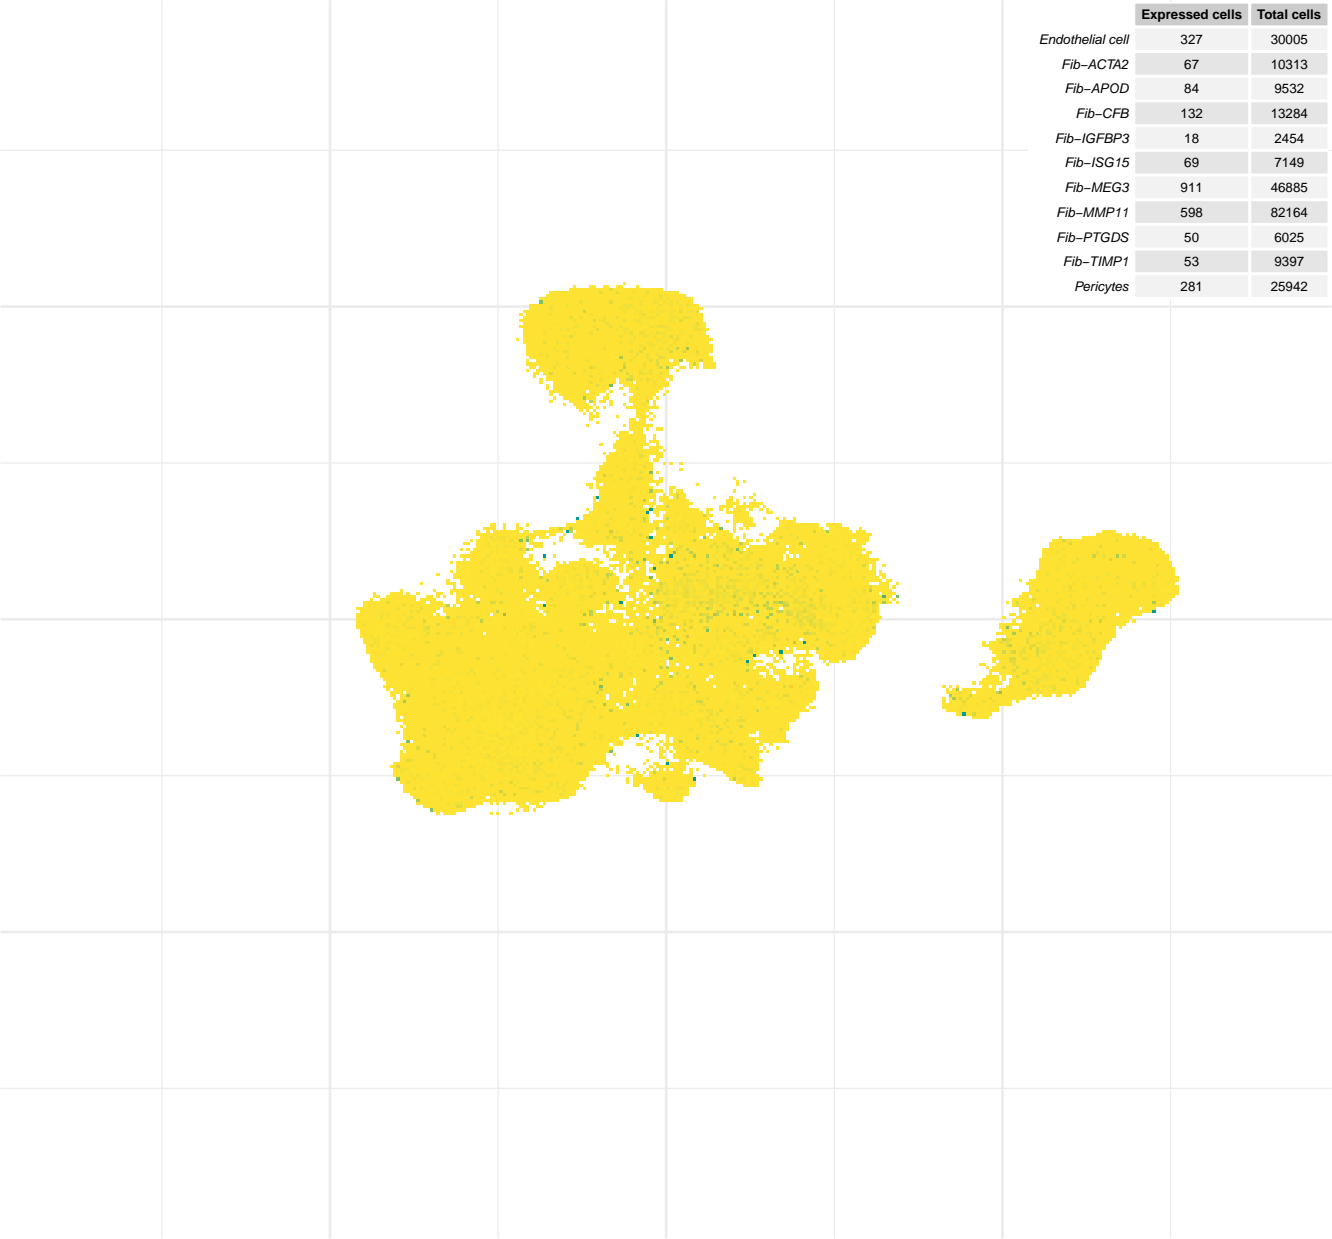 Expressed cells Total cells
Endothelial cell 327 30005
Fib−ACTA2 67 10313
Fib−APOD 84 9532
Fib−CFB 132 13284
Fib−IGFBP3 18 2454
Fib−ISG15 69 7149
Fib−MEG3 911 46885
Fib−MMP11 598 82164
Fib−PTGDS 50 6025
Fib−TIMP1 53 9397
Pericytes 281 25942